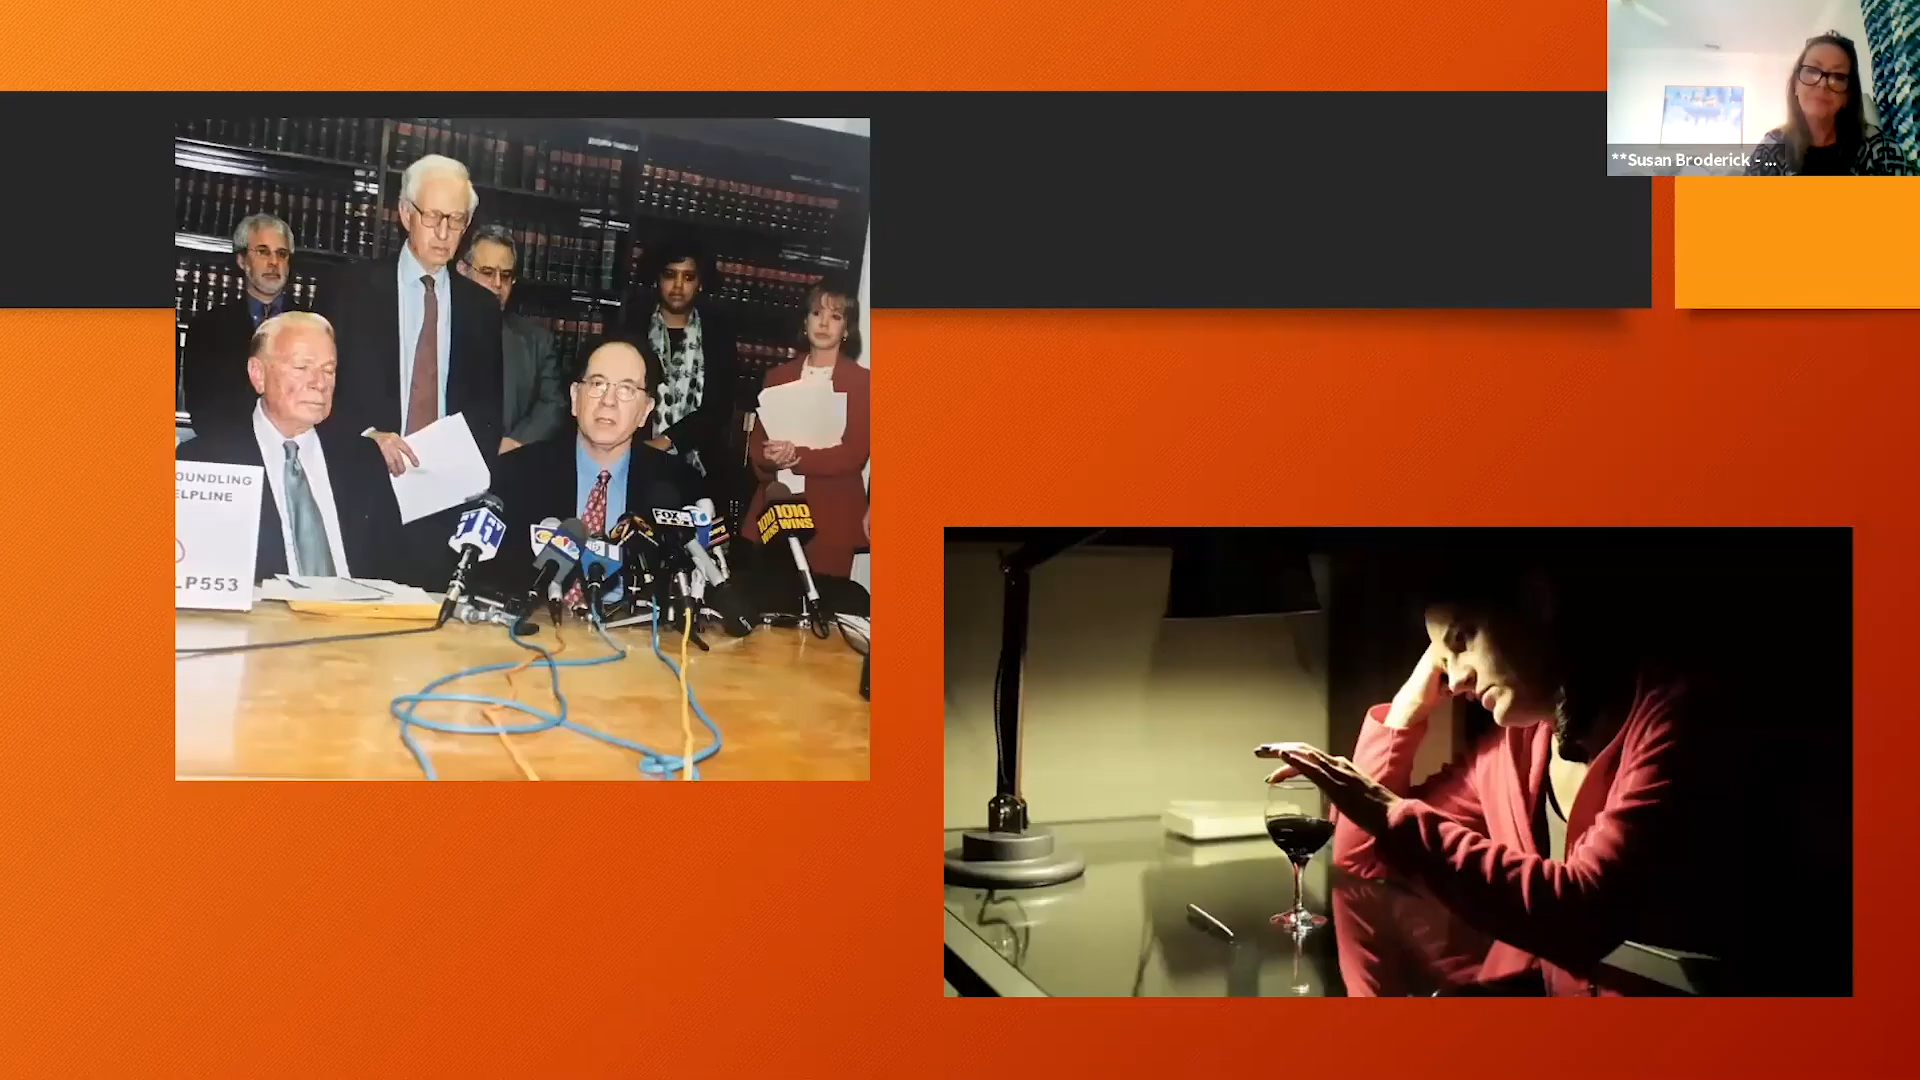 **Susan Broderick - ...
OUNDLING
ELPLINE
LP553
FOX
1010
WINS
1010
WINS